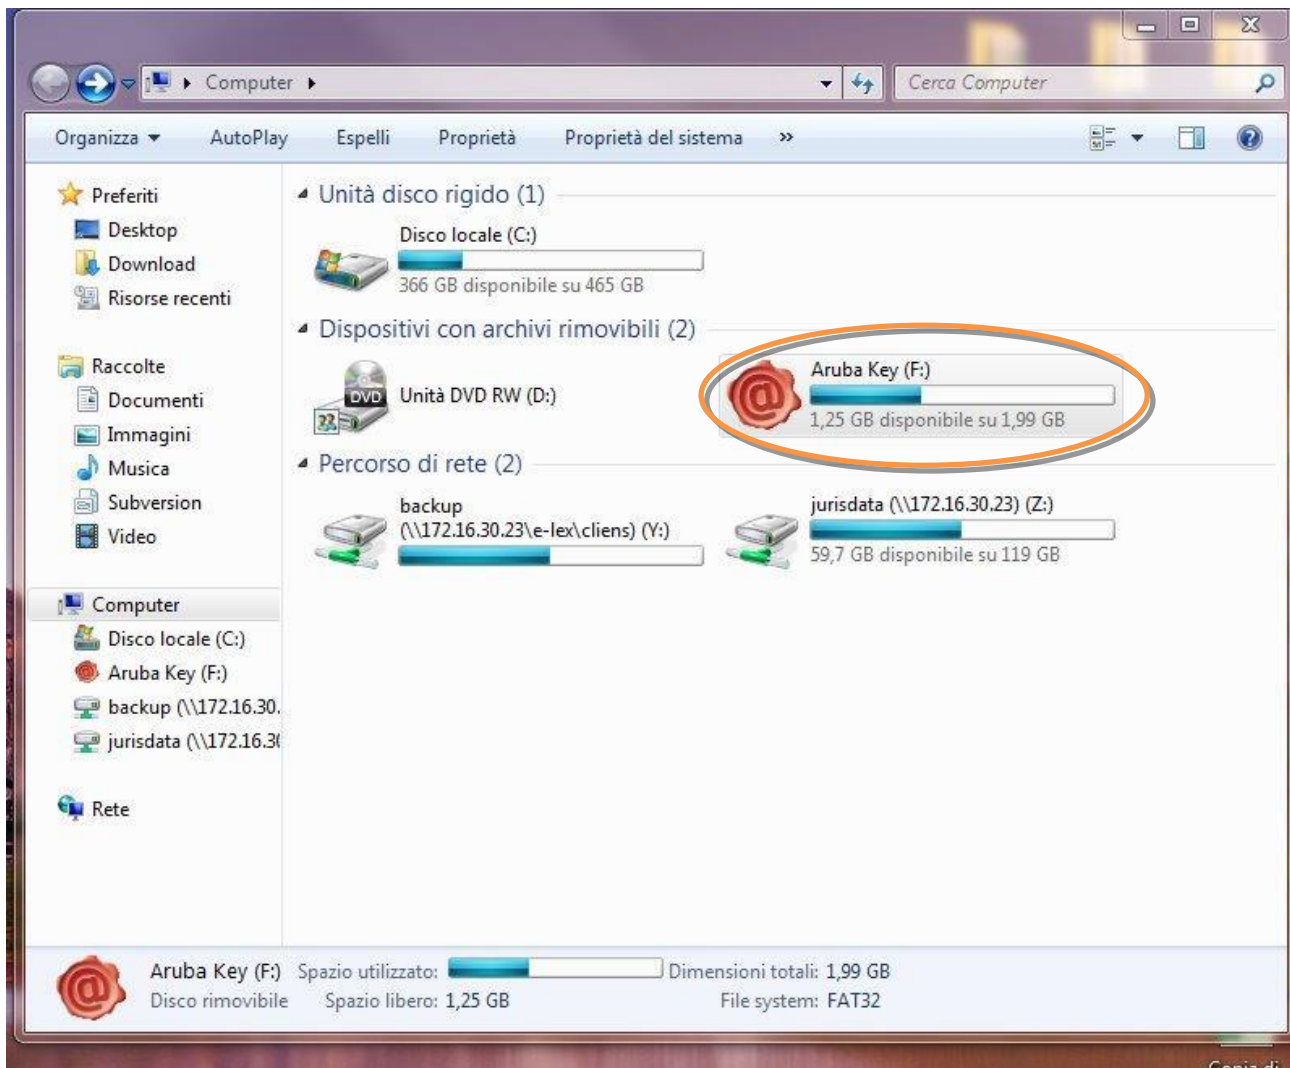 Computer
Cerca Computer
Organizza
AutoPlay
Espelli
Proprietà
Proprietà del sistema
»
Preferiti
Desktop
Download
Risorse recenti
Raccolte
Documenti
Immagini
Musica
Subversion
Video
Computer
Disco locale (C:)
Aruba Key (F:)
backup (\\172.16.30.
jurisdata (\\172.16.3
Rete
Unità disco rigido (1)
Disco locale (C:)
366 GB disponibile su 465 GB
Dispositivi con archivi rimovibili (2)
DVD
Unità DVD RW (D:)
Aruba Key (F:)
1,25 GB disponibile su 1,99 GB
Percorso di rete (2)
backup
(\\172.16.30.23\e-lex\cliens) (Y:)
jurisdata (\\172.16.30.23) (Z:)
59,7 GB disponibile su 119 GB
Aruba Key (F:) Spazio utilizzato: Dimensioni totali: 1,99 GB
Disco rimovibile Spazio libero: 1,25 GB File system: FAT32
Copia di